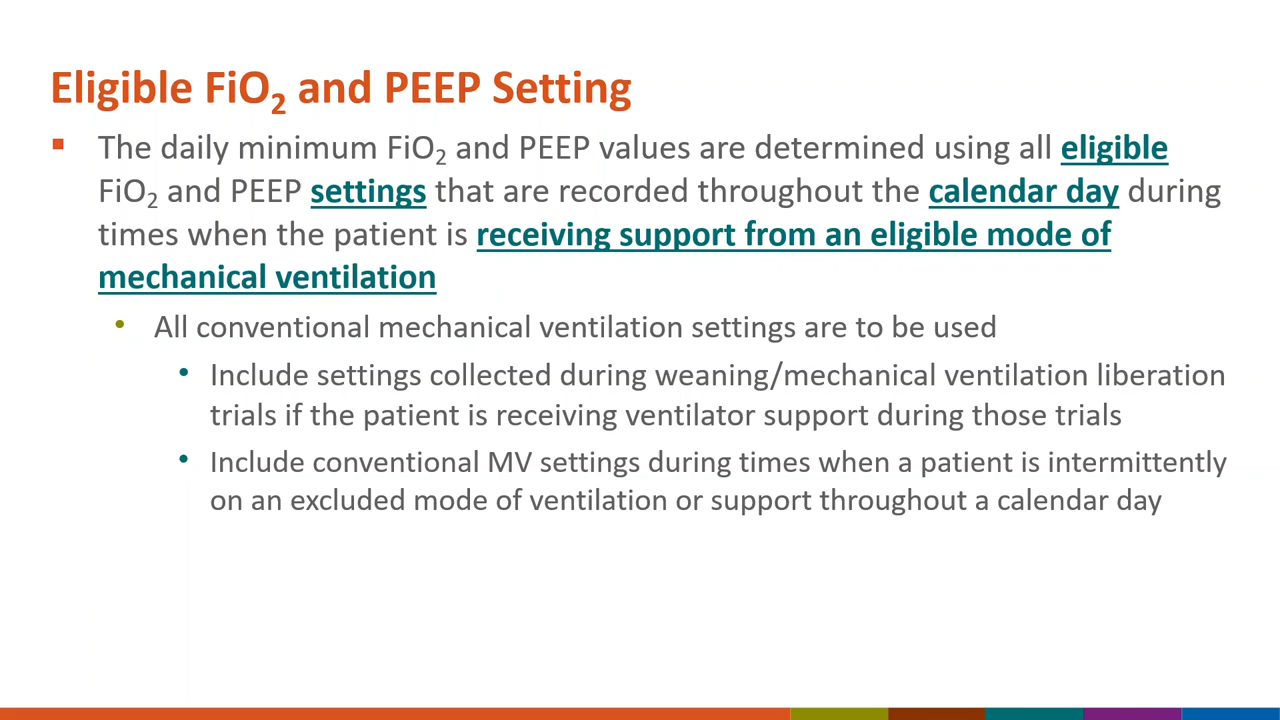 Eligible FiO2 and PEEP Setting
The daily minimum FiO2 and PEEP values are determined using all eligible
FiO2 and PEEP settings that are recorded throughout the calendar day during
times when the patient is receiving support from an eligible mode of
mechanical ventilation
All conventional mechanical ventilation settings are to be used
Include settings collected during weaning/mechanical ventilation liberation
trials if the patient is receiving ventilator support during those trials
Include conventional MV settings during times when a patient is intermittently
on an excluded mode of ventilation or support throughout a calendar day